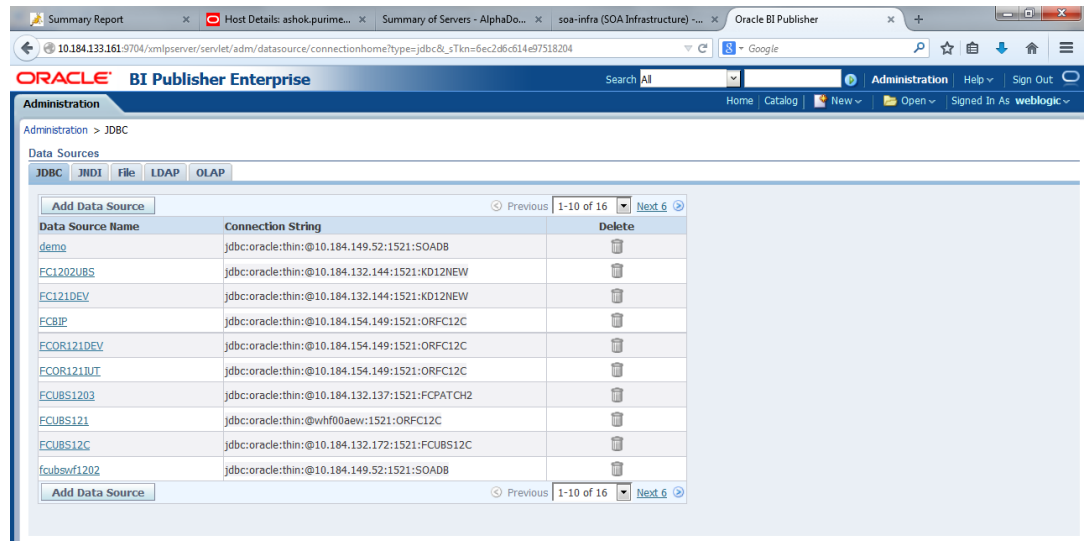 Summary Report × Host Details: ashok.purime... × Summary of Servers - AlphaDo... × soa-infra (SOA Infrastructure) -... × Oracle BI Publisher × +
10.184.133.161:9704/xmlpserver/servlet/adm/datasource/connectionhome?type=jdbc&_sTkn=6ec2d6c614e97518204 Google
ORACLE BI Publisher Enterprise Search All Administration Help Sign Out
Administration Home Catalog New Open Signed In As weblogic
Administration > JDBC
Data Sources
JDBC JNDI File LDAP OLAP
Add Data Source Previous 1-10 of 16 Next 6
Data Source Name Connection String Delete
demo jdbc:oracle:thin:@10.184.149.52:1521:SOADB
FC1202UBS jdbc:oracle:thin:@10.184.132.144:1521:KD12NEW
FC121DEV jdbc:oracle:thin:@10.184.132.144:1521:KD12NEW
FCBIP jdbc:oracle:thin:@10.184.154.149:1521:ORFC12C
FCOR121DEV jdbc:oracle:thin:@10.184.154.149:1521:ORFC12C
FCOR121IUT jdbc:oracle:thin:@10.184.154.149:1521:ORFC12C
FCUBS1203 jdbc:oracle:thin:@10.184.132.137:1521:FCPATCH2
FCUBS121 jdbc:oracle:thin:@whf00aew:1521:ORFC12C
FCUBS12C jdbc:oracle:thin:@10.184.132.172:1521:FCUBS12C
fcubswf1202 jdbc:oracle:thin:@10.184.149.52:1521:SOADB
Add Data Source Previous 1-10 of 16 Next 6